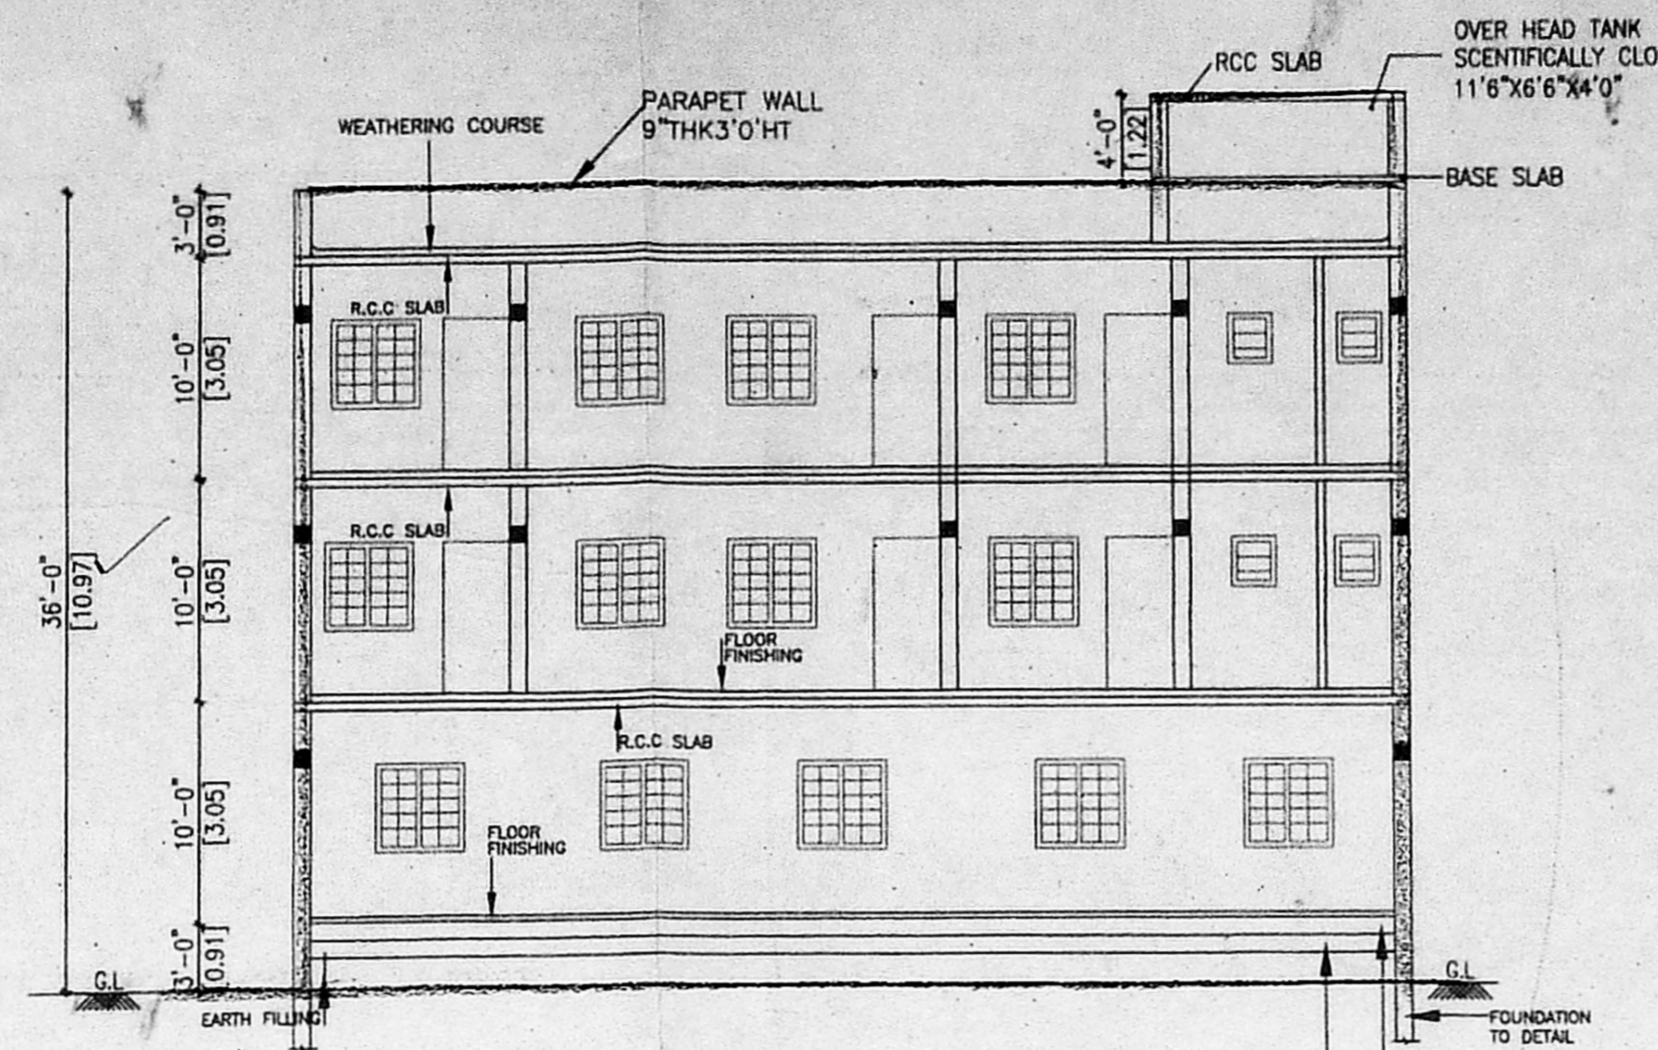 OVER HEAD TANK
SCENTIFICALLY CLO
11'6"X6'6"X4'0"
RCC SLAB
PARAPET WALL
9"THK3'0'HT
WEATHERING COURSE
4'-0"
[1.22]
BASE SLAB
3'-0"
[0.91]
R.C.C SLAB
10'-0"
[3.05]
R.C.C SLAB
36'-0"
[10.97]
10'-0"
[3.05]
FLOOR
FINISHING
R.C.C SLAB
10'-0"
[3.05]
FLOOR
FINISHING
3'-0"
[0.91]
G.L
G.L
EARTH FILLING
FOUNDATION
TO DETAIL